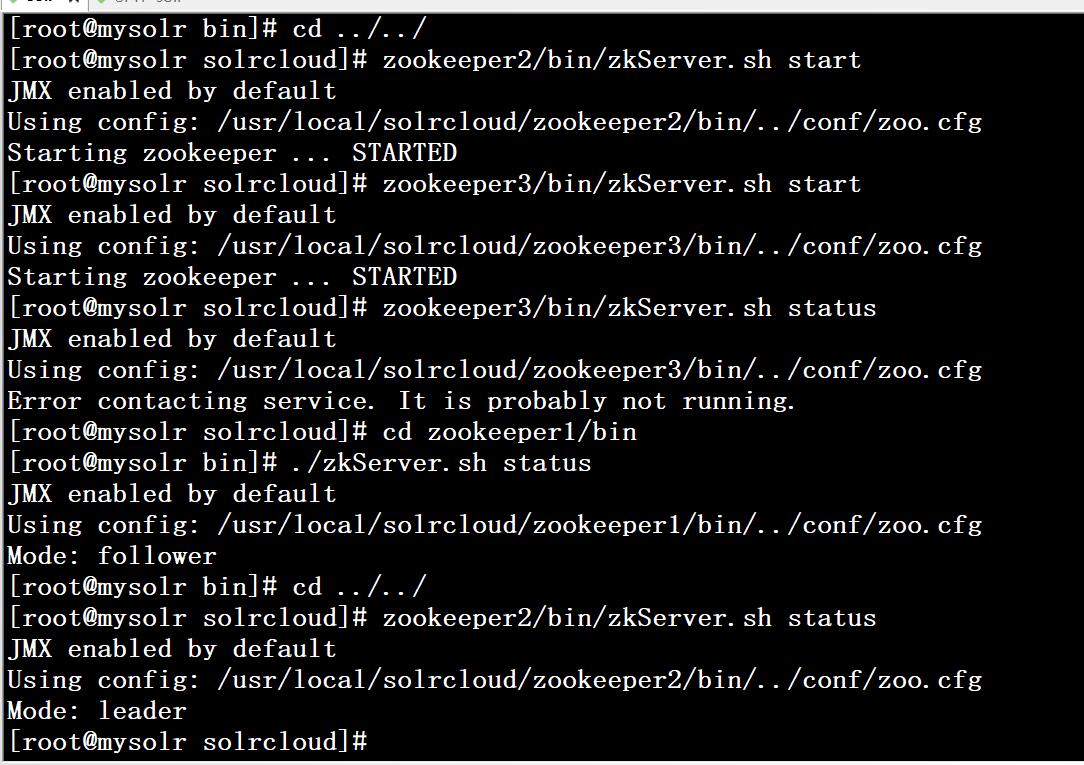 [root@mysolr bin]# cd ../../
[root@mysolr solrcloud]# zookeeper2/bin/zkServer.sh start
JMX enabled by default
Using config: /usr/local/solrcloud/zookeeper2/bin/../conf/zoo.cfg
Starting zookeeper ... STARTED
[root@mysolr solrcloud]# zookeeper3/bin/zkServer.sh start
JMX enabled by default
Using config: /usr/local/solrcloud/zookeeper3/bin/../conf/zoo.cfg
Starting zookeeper ... STARTED
[root@mysolr solrcloud]# zookeeper3/bin/zkServer.sh status
JMX enabled by default
Using config: /usr/local/solrcloud/zookeeper3/bin/../conf/zoo.cfg
Error contacting service. It is probably not running.
[root@mysolr solrcloud]# cd zookeeper1/bin
[root@mysolr bin]# ./zkServer.sh status
JMX enabled by default
Using config: /usr/local/solrcloud/zookeeper1/bin/../conf/zoo.cfg
Mode: follower
[root@mysolr bin]# cd ../../
[root@mysolr solrcloud]# zookeeper2/bin/zkServer.sh status
JMX enabled by default
Using config: /usr/local/solrcloud/zookeeper2/bin/../conf/zoo.cfg
Mode: leader
[root@mysolr solrcloud]#